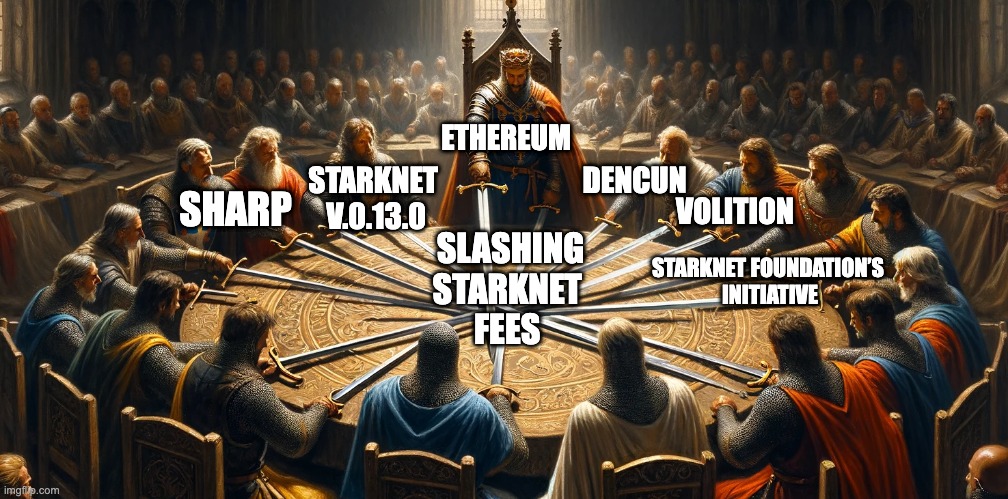 ETHEREUM
STARKNET
V.0.13.0
DENCUN
SHARP
VOLITION
SLASHING
STARKNET
FEES
STARKNET FOUNDATION'S
INITIATIVE
imgflip.com